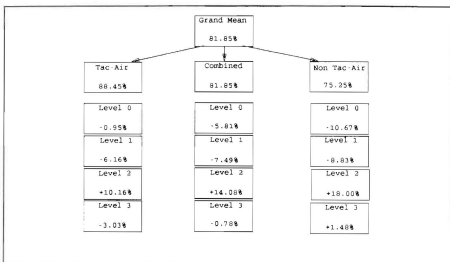 Grand Mean
81.85%
Tac-Air
88.45%
Combined
81.85%
Non Tac-Air
75.25%
Level 0
-0.95%
Level 0
-5.81%
Level 0
-10.67%
Level 1
-6.16%
Level 1
-7.49%
Level 1
-8.83%
Level 2
+10.16%
Level 2
+14.08%
Level 2
+18.00%
Level 3
-3.03%
Level 3
-0.78%
Level 3
+1.48%